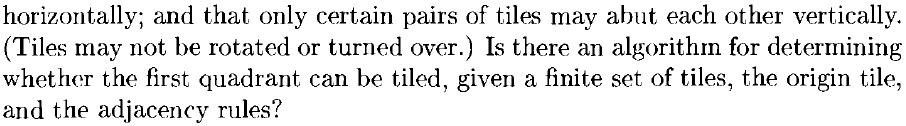 horizontally; and that only certain pairs of tiles may abut each other vertically.
(Tiles may not be rotated or turned over.) Is there an algorithm for determining
whether the first quadrant can be tiled, given a finite set of tiles, the origin tile,
and the adjacency rules?